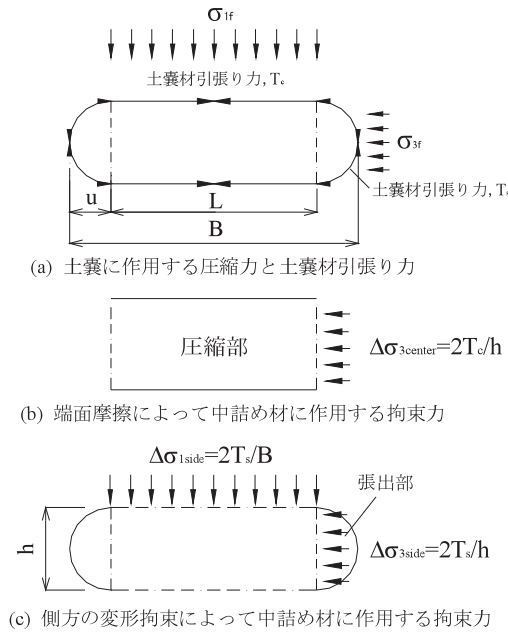 σ1f
土嚢材引張り力, Tc
σ3f
土嚢材引張り力, T
u
L
B
(a) 土嚢に作用する圧縮力と土嚢材引張り力
圧縮部
Δσ3center=2Tc/h
(b) 端面摩擦によって中詰め材に作用する拘束力
Δσ1side=2Ts/B
張出部
h
Δσ3side=2Ts/h
(c) 側方の変形拘束によって中詰め材に作用する拘束力